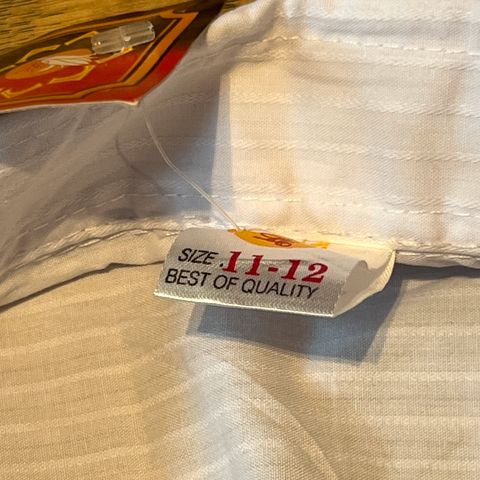 SIZE 11-12
BEST OF QUALITY